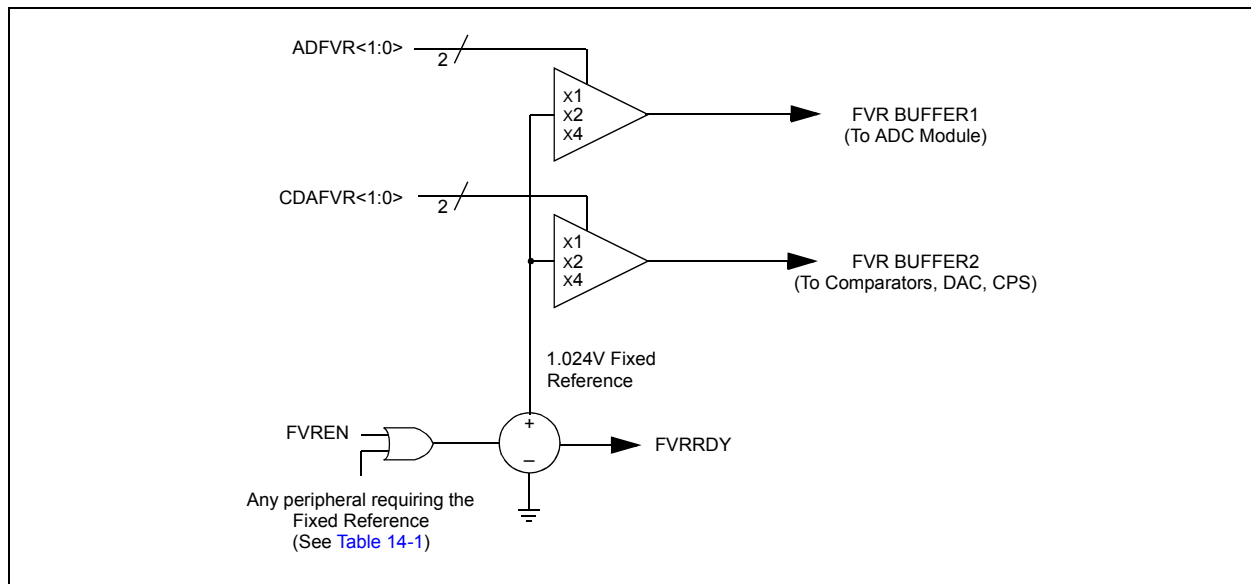 ADFVR<1:0>
2
X1
X2
X4
FVR BUFFER1
(To ADC Module)
CDAFVR<1:0>
2
X1
X2
X4
FVR BUFFER2
(To Comparators, DAC, CPS)
1.024V Fixed
Reference
FVREN
+
–
FVRRDY
Any peripheral requiring the
Fixed Reference
(See Table 14-1)